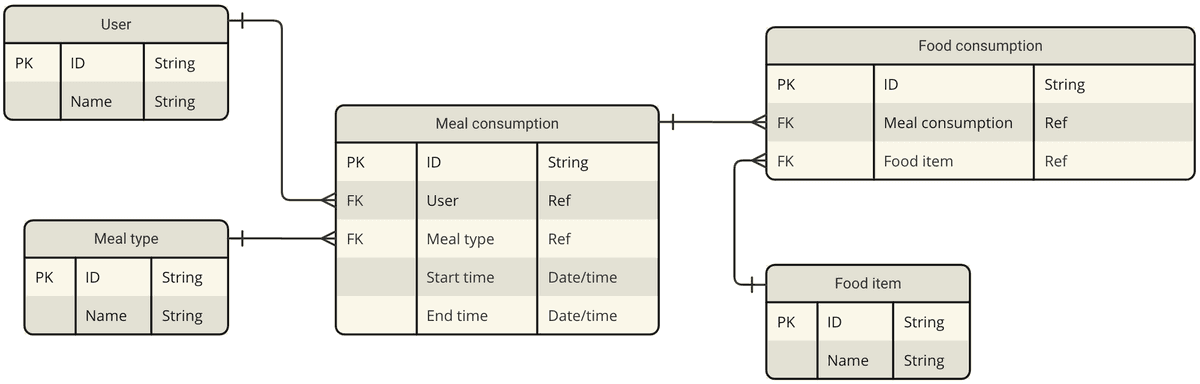 User
PK ID String
Name String
Meal type
PK ID String
Name String
Meal consumption
PK ID String
FK User Ref
FK Meal type Ref
Start time Date/time
End time Date/time
Food consumption
PK ID String
FK Meal consumption Ref
FK Food item Ref
Food item
PK ID String
Name String